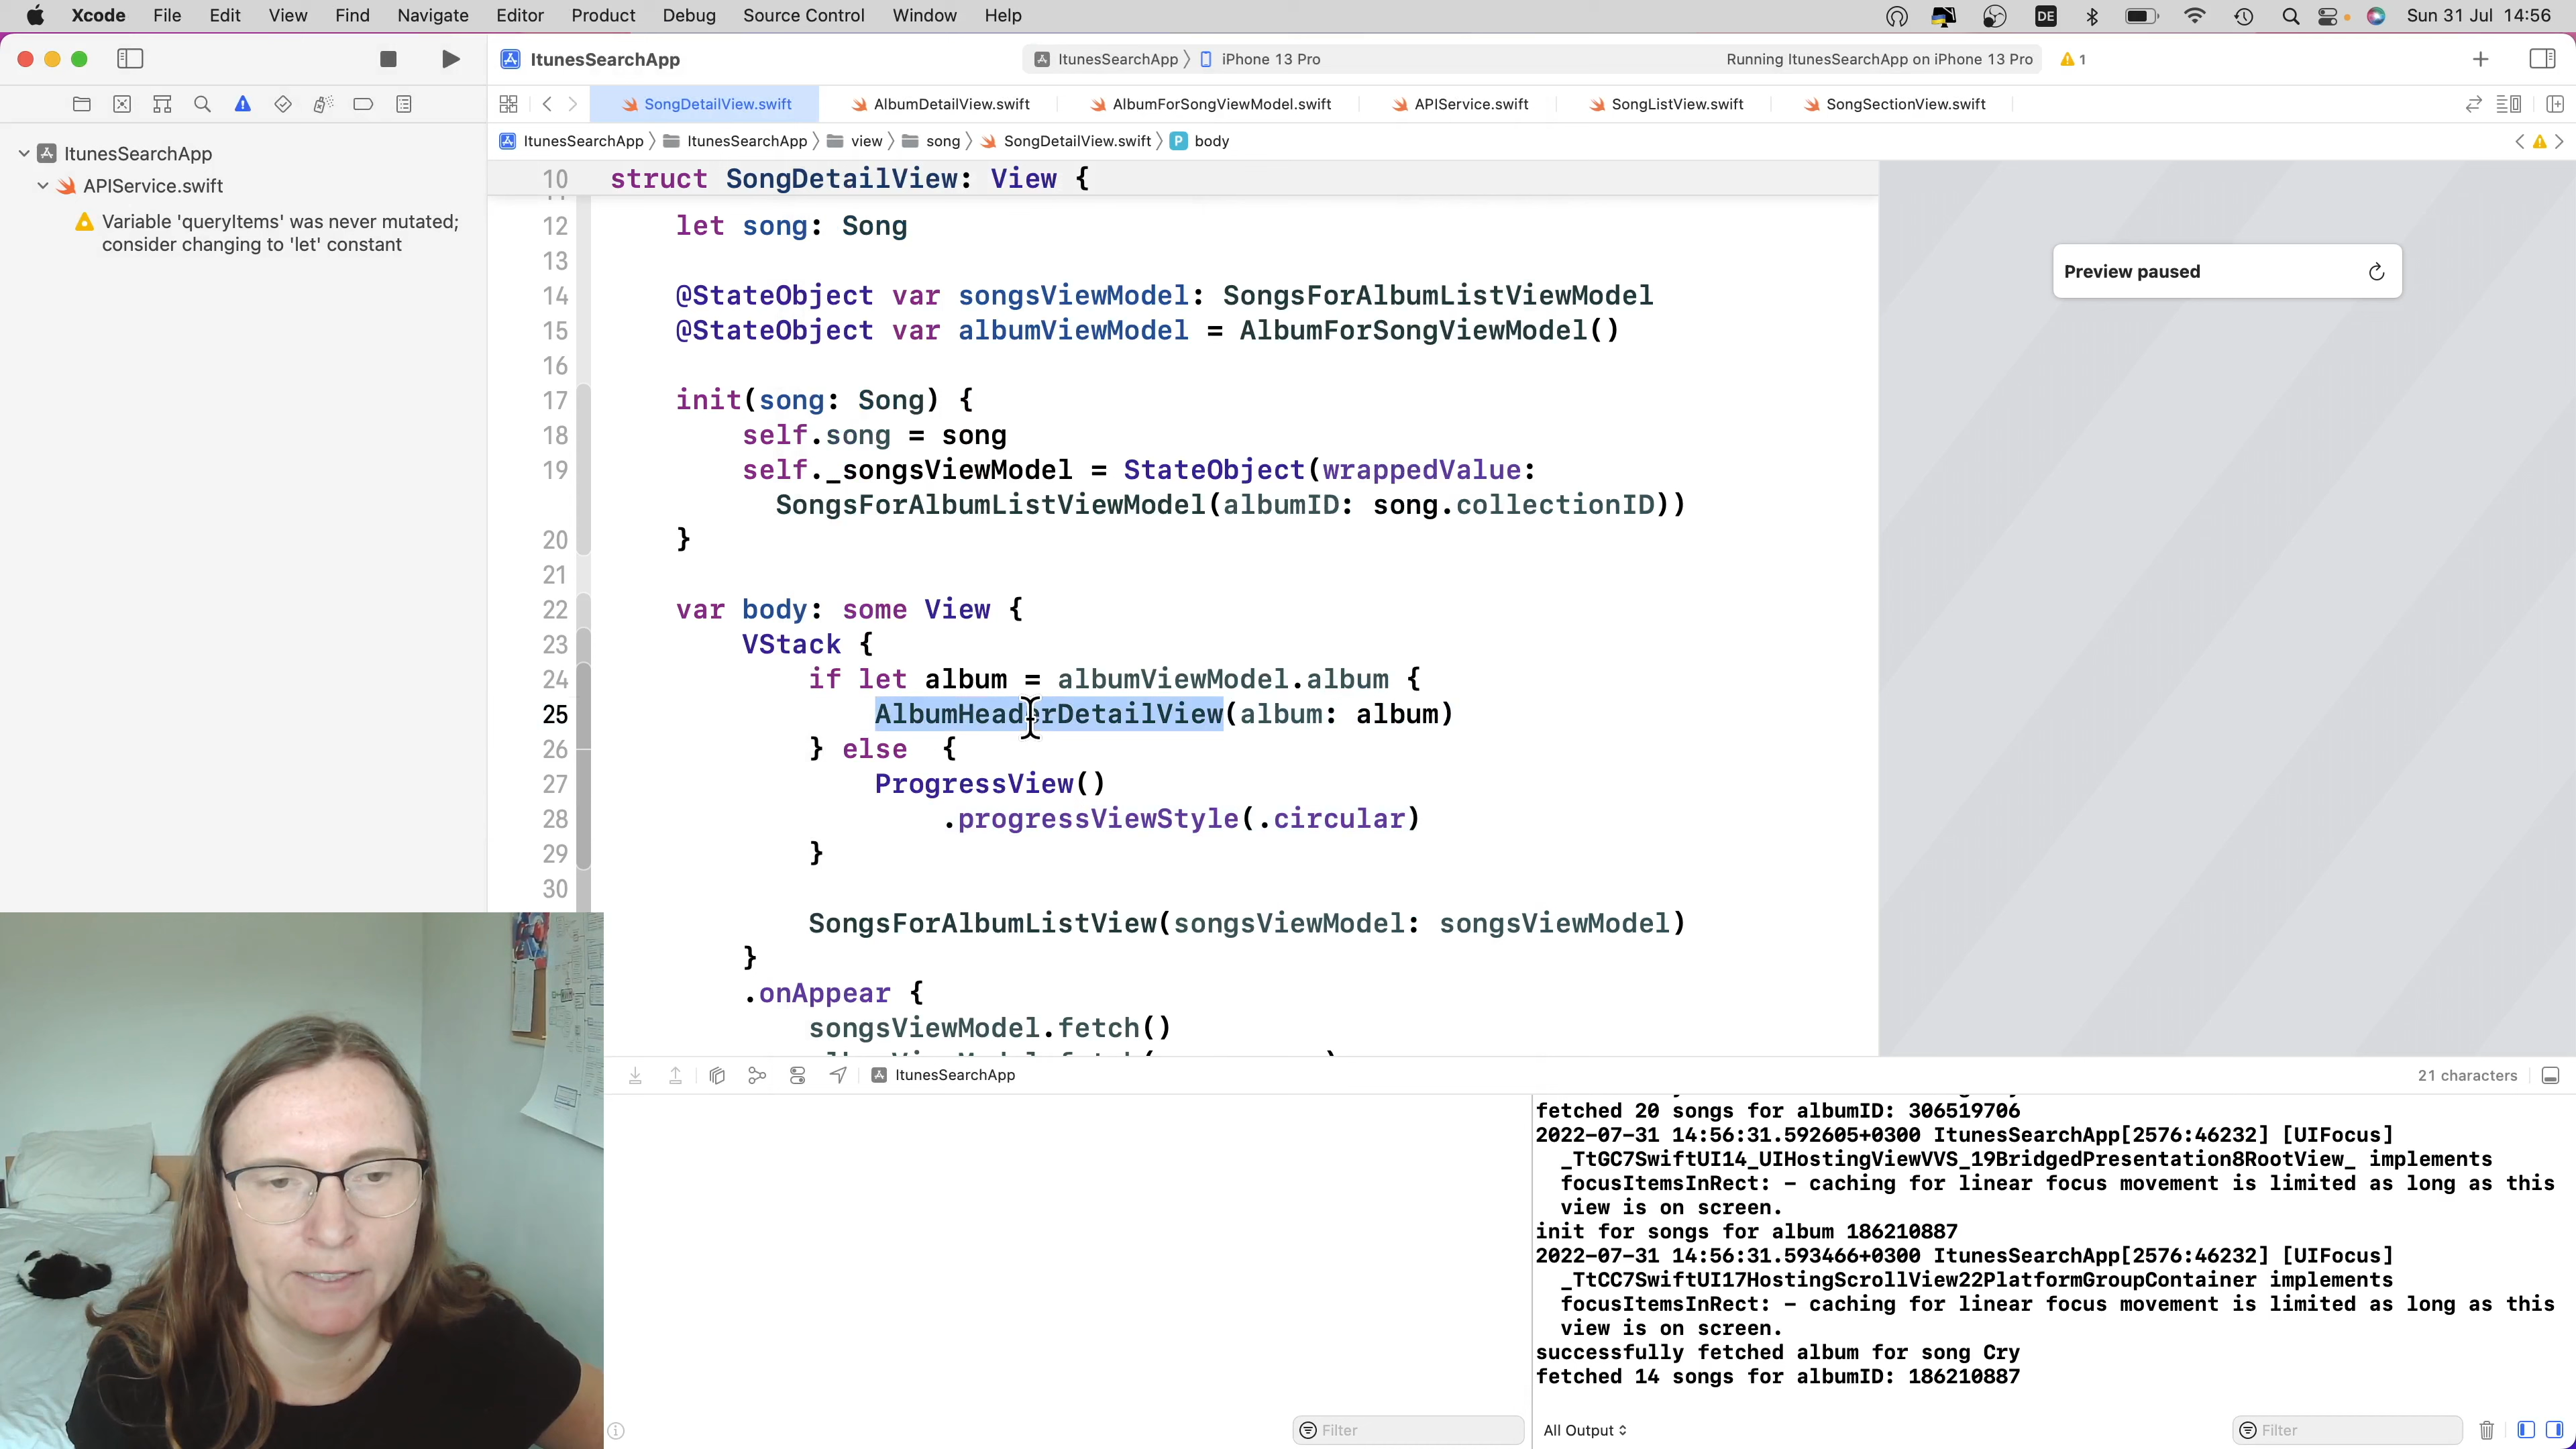 Xcode File Edit View Find Navigate Editor Product Debug Source Control Window Help DE Sun 31 Jul 14:56
ItunesSearchApp ItunesSearchApp iPhone 13 Pro Running ItunesSearchApp on iPhone 13 Pro 1
SongDetailView.swift AlbumDetailView.swift AlbumForSongViewModel.swift APIService.swift SongListView.swift SongSectionView.swift
ItunesSearchApp ItunesSearchApp view song SongDetailView.swift P body
ItunesSearchApp
APIService.swift
Variable 'queryItems' was never mutated;
consider changing to 'let' constant
10 struct SongDetailView: View {
12 let song: Song
13
14 @StateObject var songsViewModel: SongsForAlbumListViewModel
15 @StateObject var albumViewModel = AlbumForSongViewModel()
16
17 init(song: Song) {
18 self.song = song
19 self._songsViewModel = StateObject(wrappedValue:
SongsForAlbumListViewModel(albumID: song.collectionID))
20 }
21
22 var body: some View {
23 VStack {
24 if let album = albumViewModel.album {
25 AlbumHeaderDetailView(album: album)
26 } else  {
27 ProgressView()
28 .progressViewStyle(.circular)
29 }
30
SongsForAlbumListView(songsViewModel: songsViewModel)
}
.onAppear {
songsViewModel.fetch()
Preview paused
ItunesSearchApp 21 characters
fetched 20 songs for albumID: 306519706
2022-07-31 14:56:31.592605+0300 ItunesSearchApp[2576:46232] [UIFocus]
_TtGC7SwiftUI14_UIHostingViewVVS_19BridgedPresentation8RootView_ implements
focusItemsInRect: - caching for linear focus movement is limited as long as this
view is on screen.
init for songs for album 186210887
2022-07-31 14:56:31.593466+0300 ItunesSearchApp[2576:46232] [UIFocus]
_TtCC7SwiftUI17HostingScrollView22PlatformGroupContainer implements
focusItemsInRect: - caching for linear focus movement is limited as long as this
view is on screen.
successfully fetched album for song Cry
fetched 14 songs for albumID: 186210887
Filter All Output Filter